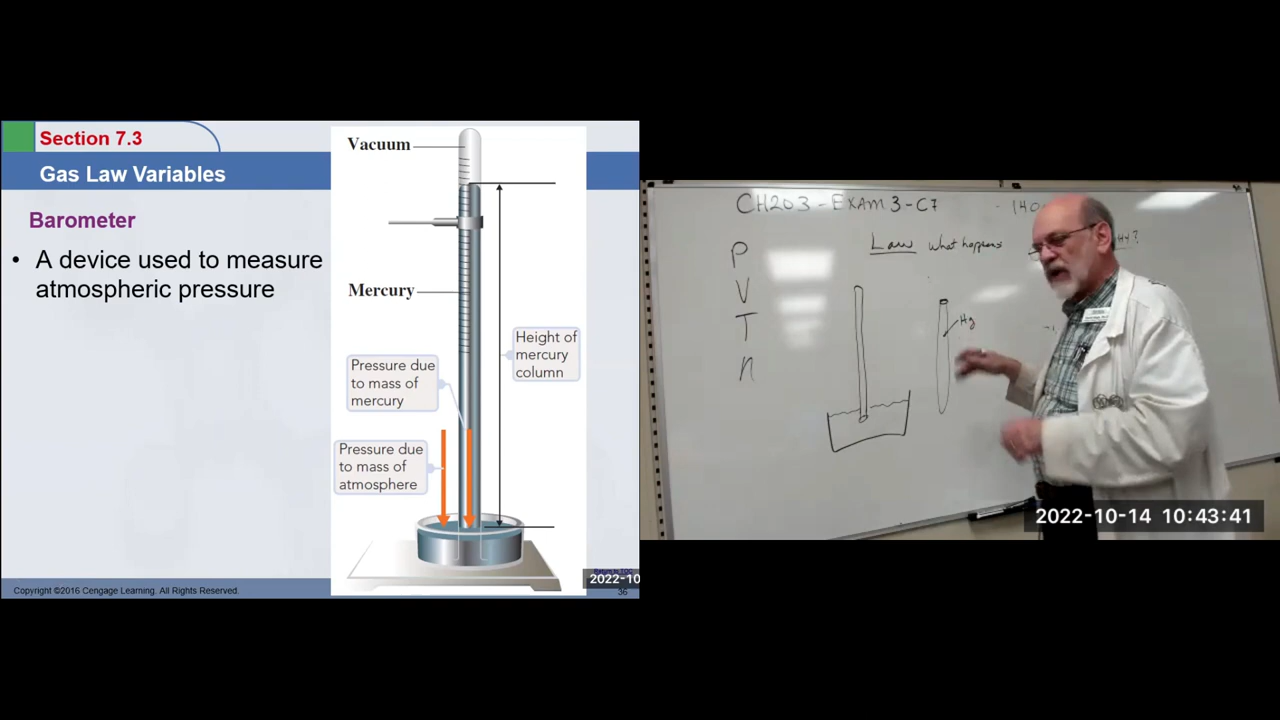 Section 7.3
Gas Law Variables
Barometer
• A device used to measure
atmospheric pressure
Vacuum
Mercury
Height of
mercury
column
Pressure due
to mass of
mercury
Pressure due
to mass of
atmosphere
Copyright ©2016 Cengage Learning. All Rights Reserved.
2022-10
36
CH203 - EXAM 3 - C7
Law what happens
P
V
T
n
Hg
2022-10-14 10:43:41